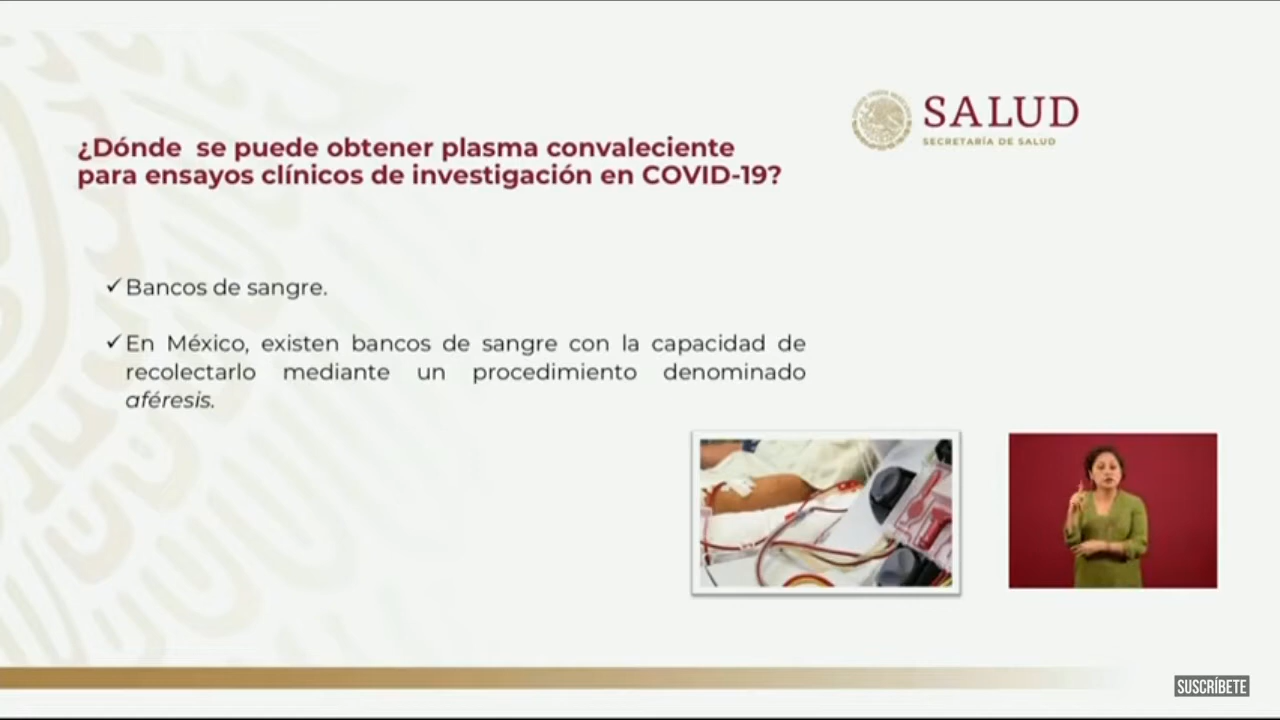 SALUD
SECRETARÍA DE SALUD
¿Dónde se puede obtener plasma convaleciente
para ensayos clínicos de investigación en COVID-19?
✓Bancos de sangre.
✓En México, existen bancos de sangre con la capacidad de
recolectarlo mediante un procedimiento denominado
aféresis.
SUSCRÍBETE